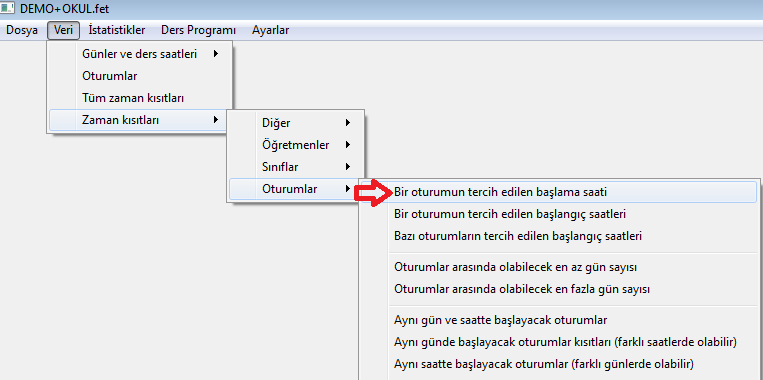 DEMO+OKUL.fet
Dosya Veri İstatistikler Ders Programı Ayarlar
Günler ve ders saatleri
Oturumlar
Tüm zaman kısıtları
Zaman kısıtları
Diğer
Öğretmenler
Sınıflar
Oturumlar
Bir oturumun tercih edilen başlama saati
Bir oturumun tercih edilen başlangıç saatleri
Bazı oturumların tercih edilen başlangıç saatleri
Oturumlar arasında olabilecek en az gün sayısı
Oturumlar arasında olabilecek en fazla gün sayısı
Aynı gün ve saatte başlayacak oturumlar
Aynı günde başlayacak oturumlar kısıtları (farklı saatlerde olabilir)
Aynı saatte başlayacak oturumlar (farklı günlerde olabilir)